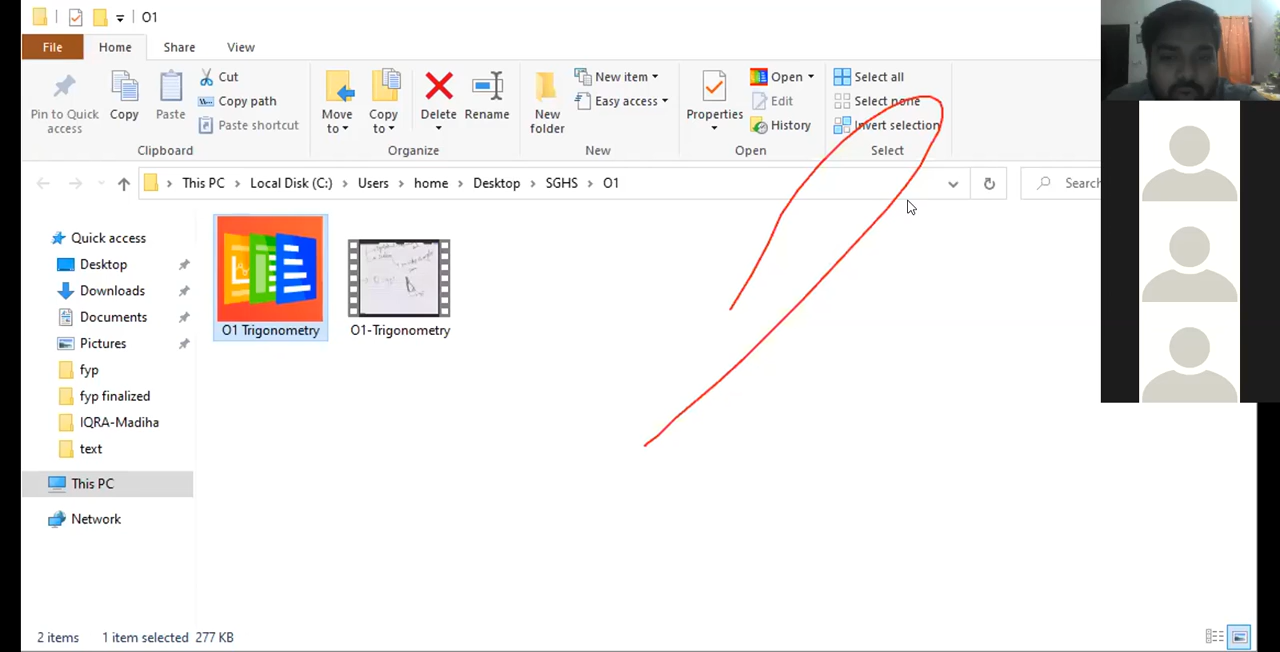 O1
File Home Share View
Pin to Quick access
Copy
Paste
Cut
Copy path
Paste shortcut
Clipboard
Move to
Copy to
Delete
Rename
Organize
New folder
New item
Easy access
New
Properties
Open
Edit
History
Open
Select all
Select none
Invert selection
Select
This PC Local Disk (C:) Users home Desktop SGHS O1
Search
Quick access
Desktop
Downloads
Documents
Pictures
fyp
fyp finalized
IQRA-Madiha
text
This PC
Network
O1 Trigonometry
O1-Trigonometry
2 items 1 item selected 277 KB